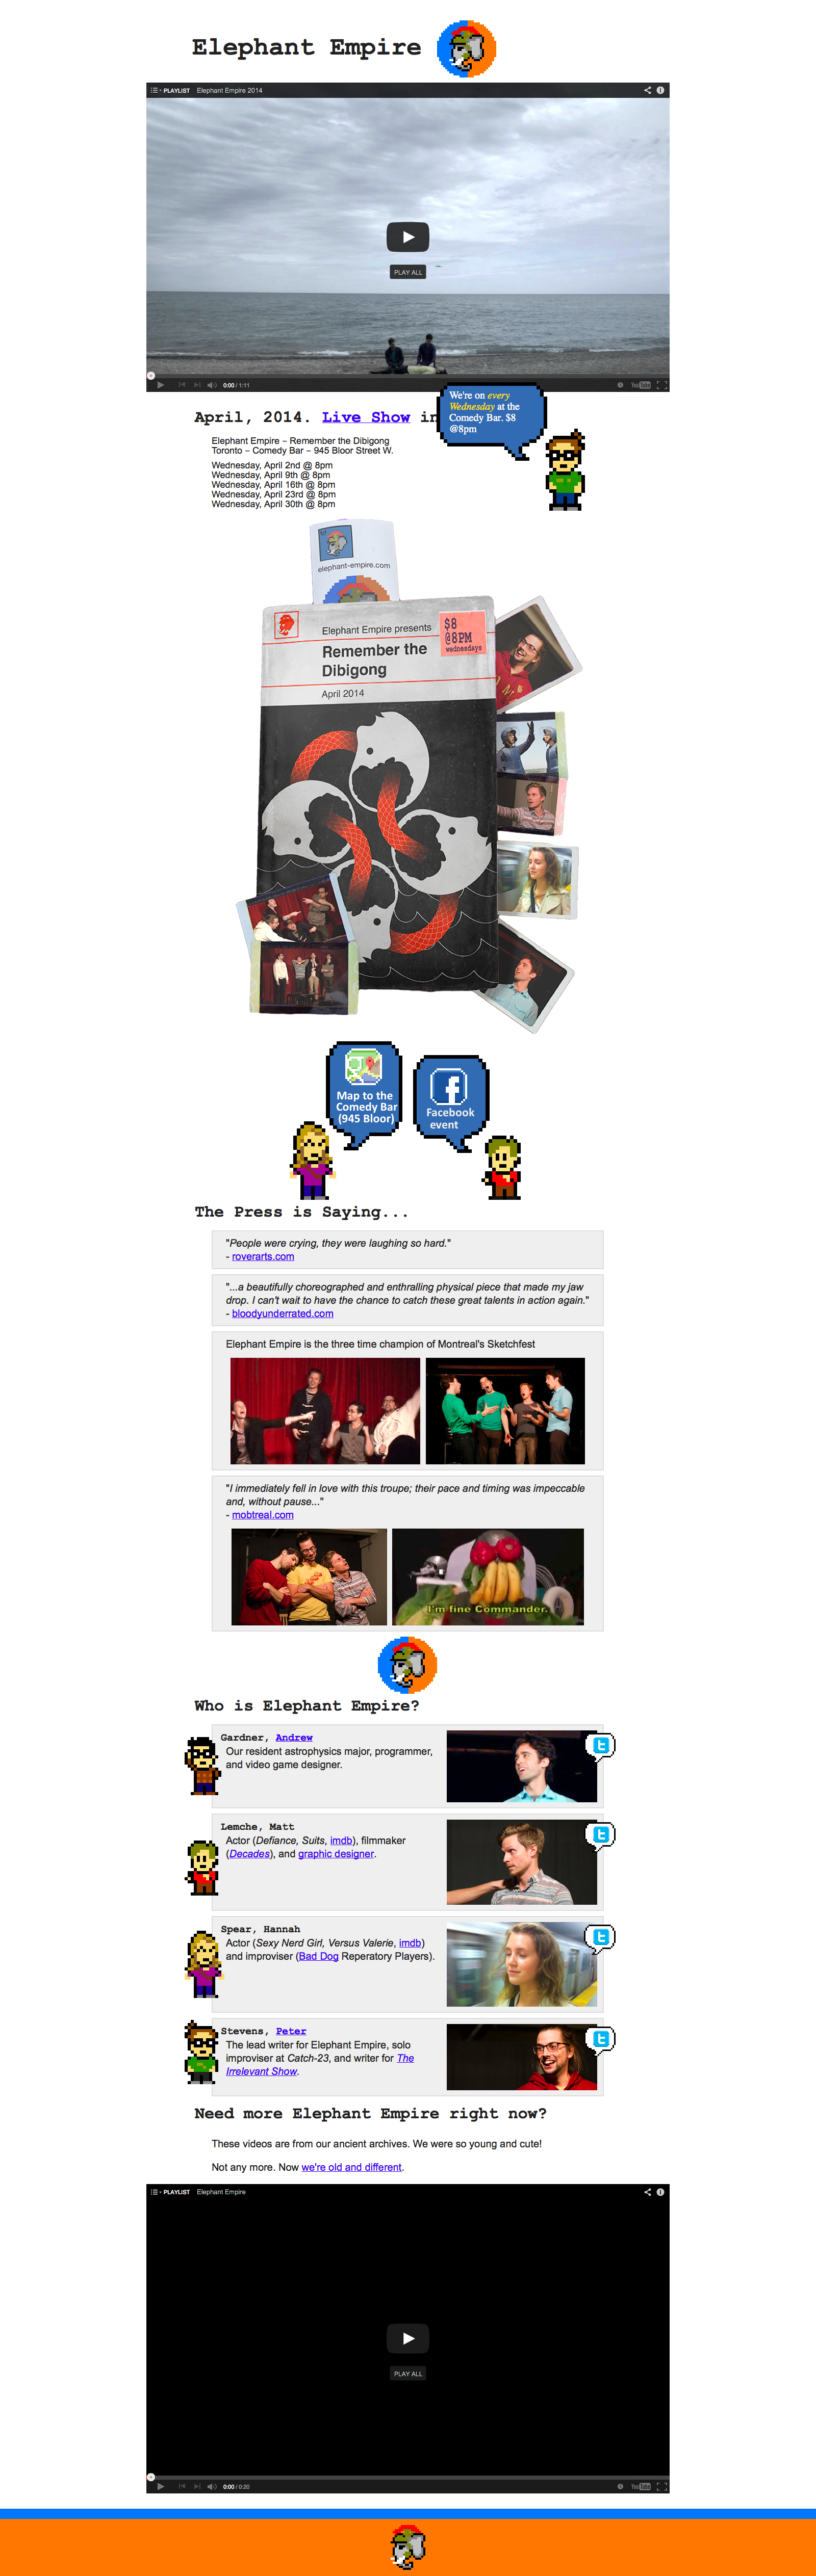 Elephant Empire
PLAYLIST Elephant Empire 2014
PLAY ALL
0:00 / 1:11
YouTube
We're on every
Wednesday at the
Comedy Bar. $8
@8pm
April, 2014. Live Show in
Elephant Empire – Remember the Dibigong
Toronto – Comedy Bar – 945 Bloor Street W.
Wednesday, April 2nd @ 8pm
Wednesday, April 9th @ 8pm
Wednesday, April 16th @ 8pm
Wednesday, April 23rd @ 8pm
Wednesday, April 30th @ 8pm
elephant-empire.com
Elephant Empire presents
Remember the
Dibigong
April 2014
$8
@8PM
wednesdays
Map to the
Comedy Bar
(945 Bloor)
Facebook
event
The Press is Saying...
"People were crying, they were laughing so hard."
- roverarts.com
"...a beautifully choreographed and enthralling physical piece that made my jaw
drop. I can't wait to have the chance to catch these great talents in action again."
- bloodyunderrated.com
Elephant Empire is the three time champion of Montreal's Sketchfest
"I immediately fell in love with this troupe; their pace and timing was impeccable
and, without pause..."
- mobtreal.com
I'm fine Commander.
Who is Elephant Empire?
Gardner, Andrew
Our resident astrophysics major, programmer,
and video game designer.
Lemche, Matt
Actor (Defiance, Suits, imdb), filmmaker
(Decades), and graphic designer.
Spear, Hannah
Actor (Sexy Nerd Girl, Versus Valerie, imdb)
and improviser (Bad Dog Reperatory Players).
Stevens, Peter
The lead writer for Elephant Empire, solo
improviser at Catch-23, and writer for The
Irrelevant Show.
Need more Elephant Empire right now?
These videos are from our ancient archives. We were so young and cute!
Not any more. Now we're old and different.
PLAYLIST Elephant Empire
PLAY ALL
0:00 / 0:20
YouTube